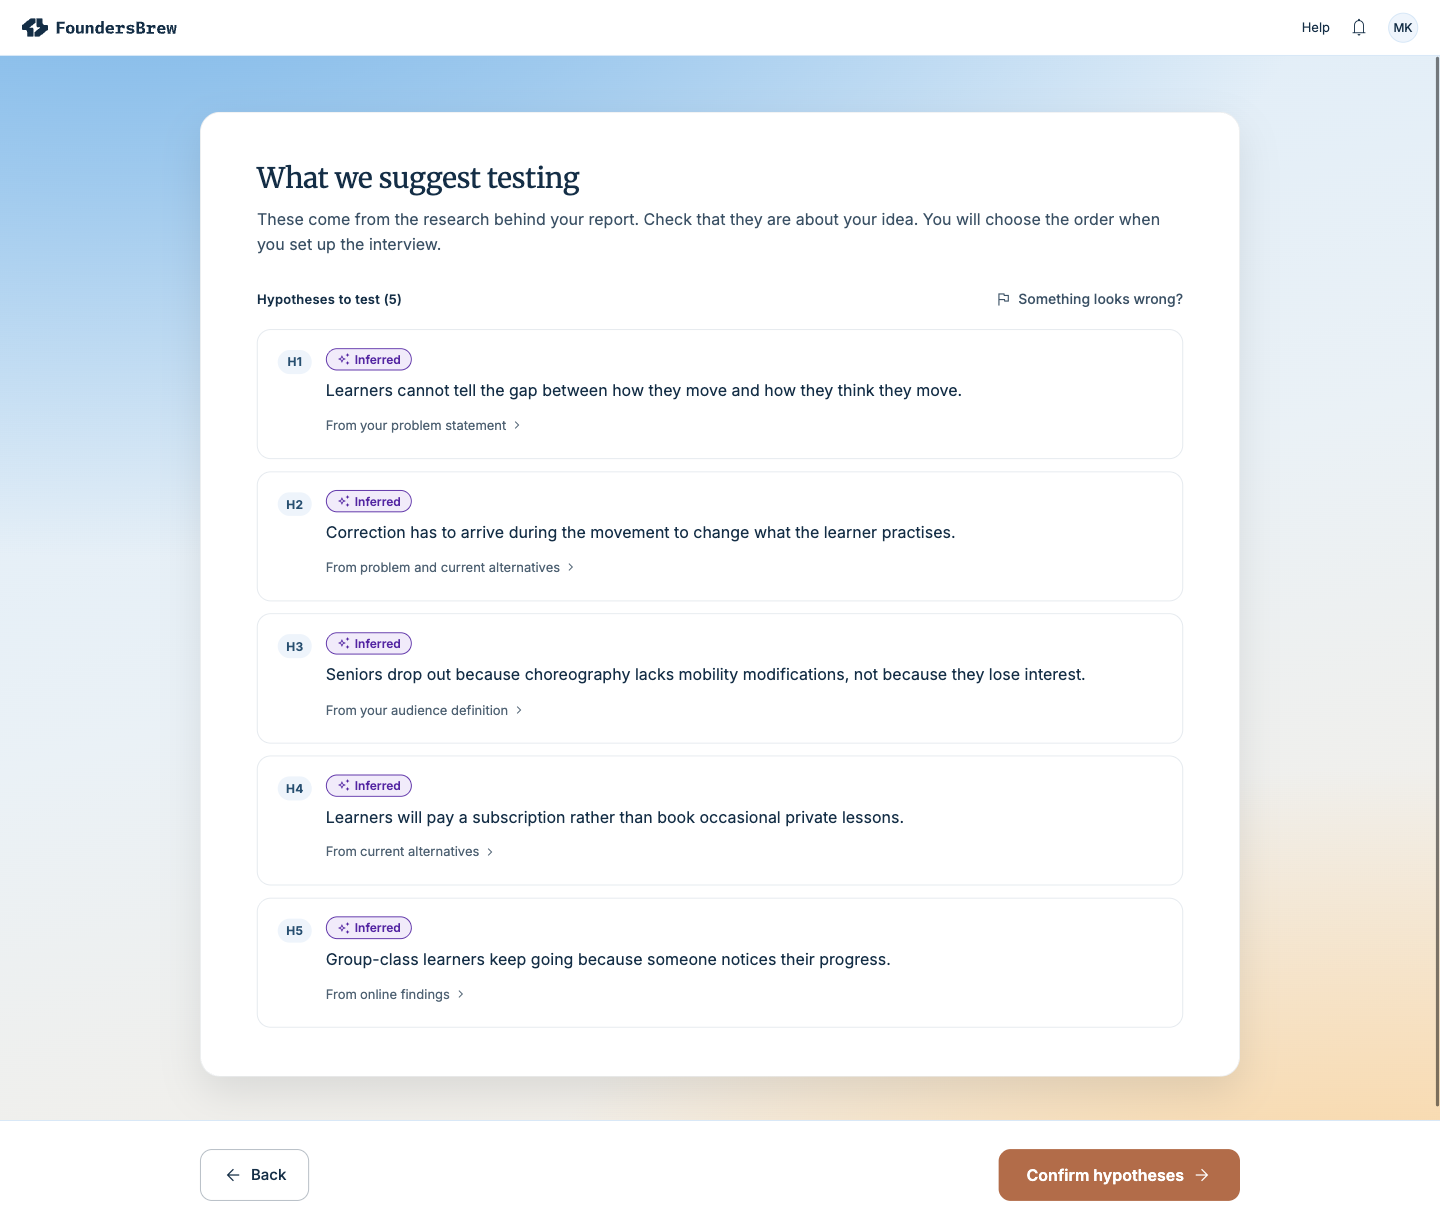 FoundersBrew
Help
MK
What we suggest testing
These come from the research behind your report. Check that they are about your idea. You will choose the order when
you set up the interview.
Hypotheses to test (5)
Something looks wrong?
H1
Inferred
Learners cannot tell the gap between how they move and how they think they move.
From your problem statement
H2
Inferred
Correction has to arrive during the movement to change what the learner practises.
From problem and current alternatives
H3
Inferred
Seniors drop out because choreography lacks mobility modifications, not because they lose interest.
From your audience definition
H4
Inferred
Learners will pay a subscription rather than book occasional private lessons.
From current alternatives
H5
Inferred
Group-class learners keep going because someone notices their progress.
From online findings
Back
Confirm hypotheses